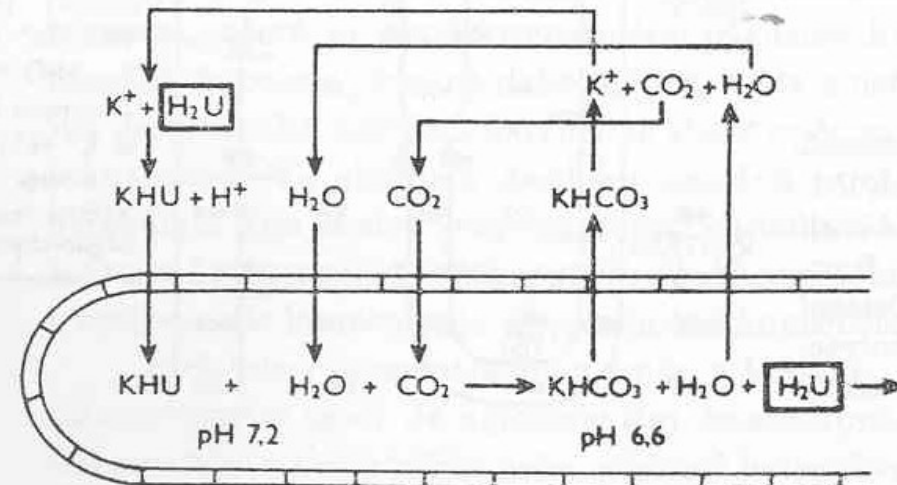 K⁺ + CO₂ + H₂O
K⁺ + H₂U
KHU + H⁺ H₂O CO₂ KHCO₃
KHU + H₂O + CO₂ KHCO₃ + H₂O + H₂U
pH 7,2 pH 6,6